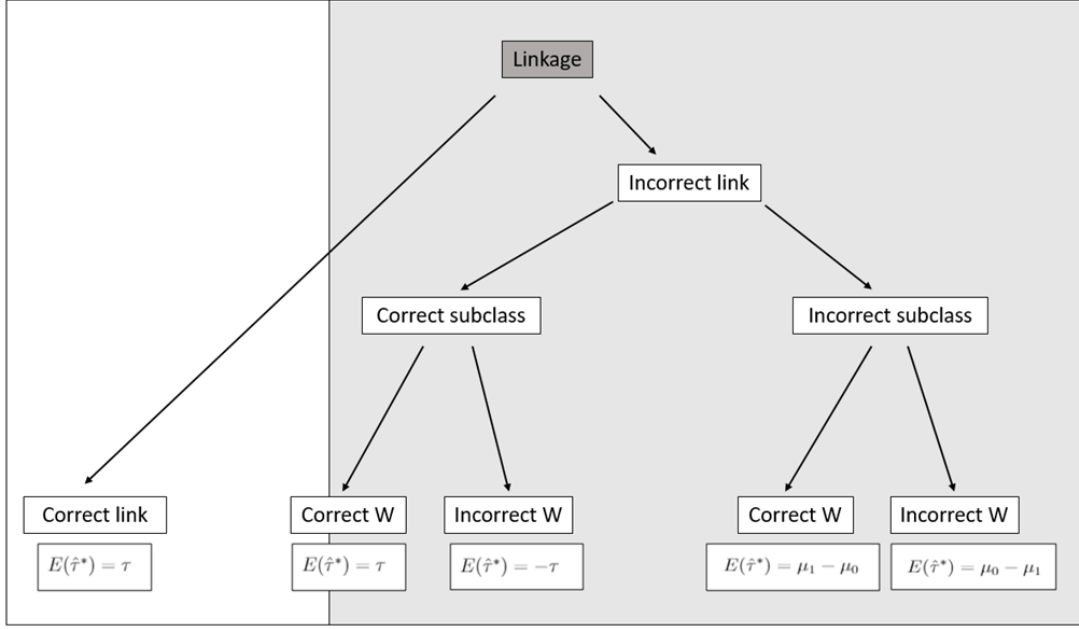 Linkage
Incorrect link
Correct subclass
Incorrect subclass
Correct link
Correct W
Incorrect W
Correct W
Incorrect W
E(τ̂*) = τ
E(τ̂*) = τ
E(τ̂*) = −τ
E(τ̂*) = μ₁ − μ₀
E(τ̂*) = μ₀ − μ₁